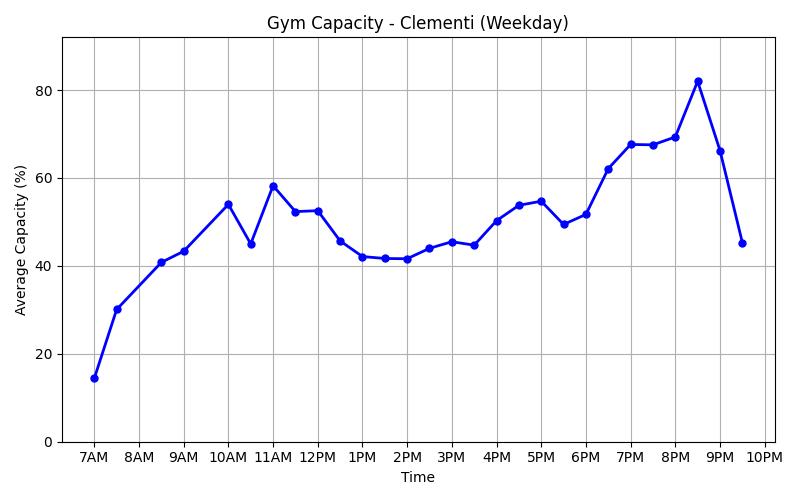 Gym Capacity - Clementi (Weekday)
Average Capacity (%)
80
60
40
20
0
7AM 8AM 9AM 10AM 11AM 12PM 1PM 2PM 3PM 4PM 5PM 6PM 7PM 8PM 9PM 10PM
Time